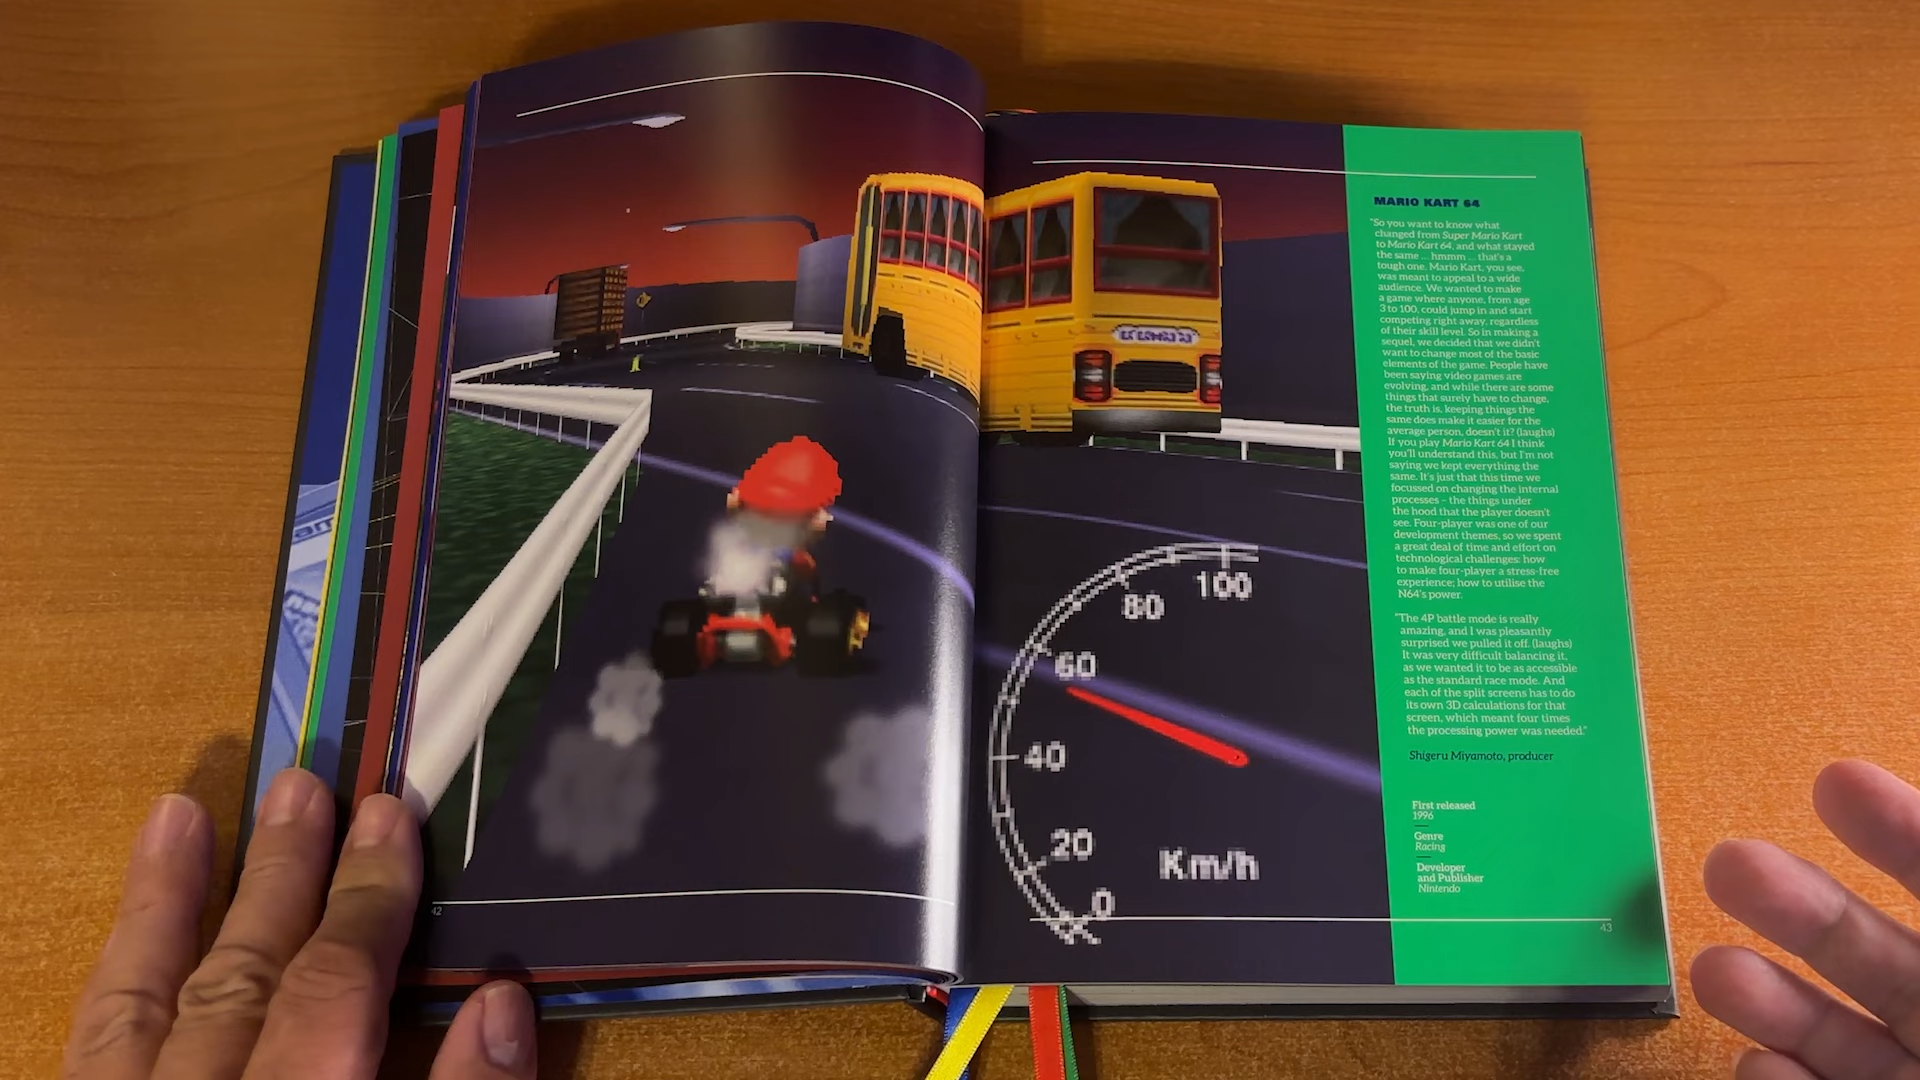 MARIO KART 64
"So you want to know what
changed from Super Mario Kart
to Mario Kart 64, and what stayed
the same ... hmmm ... that's a
tough one. Mario Kart, you see,
was meant to appeal to a wide
audience. We wanted to make
a game where anyone, from age
3 to 100, could jump in and start
competing right away, regardless
of their skill level. So in making a
sequel, we decided that we didn't
want to change most of the basic
elements of the game. People have
been saying video games are
evolving, and while there are some
things that surely have to change,
the truth is, keeping things the
same does make it easier for the
average person, doesn't it? (laughs)
If you play Mario Kart 64 I think
you'll understand this, but I'm not
saying we kept everything the
same. It's just that this time we
focussed on changing the internal
processes – the things under
the hood that the player doesn't
see. Four-player was one of our
development themes, so we spent
a great deal of time and effort on
technological challenges: how
to make four-player a stress-free
experience; how to utilise the
N64's power.
"The 4P battle mode is really
amazing, and I was pleasantly
surprised we pulled it off. (laughs)
It was very difficult balancing it,
as we wanted it to be as accessible
as the standard race mode. And
each of the split screens has to do
its own 3D calculations for that
screen, which meant four times
the processing power was needed."
Shigeru Miyamoto, producer
First released
1996
Genre
Racing
Developer
and Publisher
Nintendo
100
80
60
40
20
0
Km/h
42
43